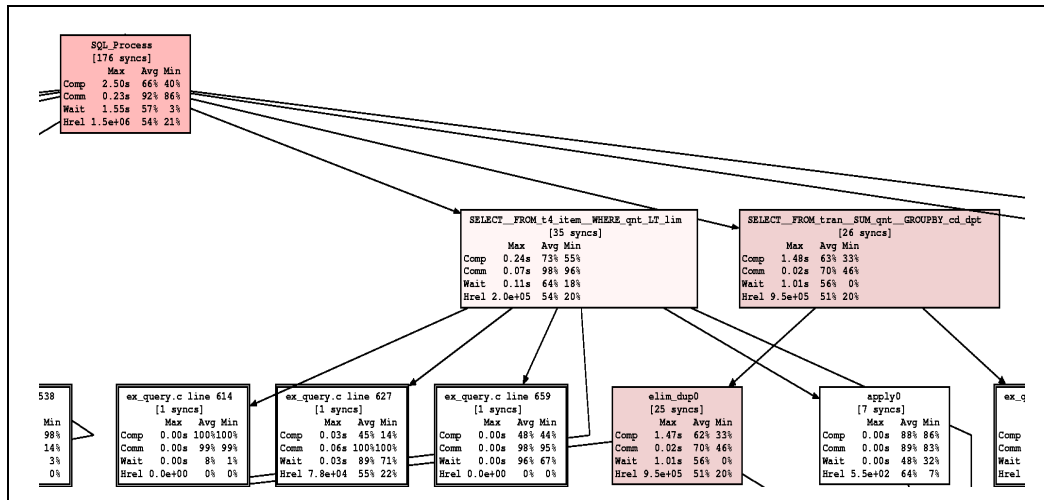 SQL_Process
[176 syncs]
Max Avg Min
Comp 2.50s 66% 40%
Comm 0.23s 92% 86%
Wait 1.55s 57% 3%
Hrel 1.5e+06 54% 21%
SELECT__FROM_t4_item__WHERE_qnt_LT_lim
[35 syncs]
Max Avg Min
Comp 0.24s 73% 55%
Comm 0.07s 98% 96%
Wait 0.11s 64% 18%
Hrel 2.0e+05 54% 20%
SELECT__FROM_tran__SUM_qnt__GROUPBY_cd_dpt
[26 syncs]
Max Avg Min
Comp 1.48s 63% 33%
Comm 0.02s 70% 46%
Wait 1.01s 56% 0%
Hrel 9.5e+05 51% 20%
538
Min
98%
14%
3%
0%
ex_query.c line 614
[1 syncs]
Max Avg Min
Comp 0.00s 100%100%
Comm 0.00s 99% 99%
Wait 0.00s 8% 1%
Hrel 0.0e+00 0% 0%
ex_query.c line 627
[1 syncs]
Max Avg Min
Comp 0.03s 45% 14%
Comm 0.06s 100%100%
Wait 0.03s 89% 71%
Hrel 7.8e+04 55% 22%
ex_query.c line 659
[1 syncs]
Max Avg Min
Comp 0.00s 48% 44%
Comm 0.00s 98% 95%
Wait 0.00s 96% 67%
Hrel 0.0e+00 0% 0%
elim_dup0
[25 syncs]
Max Avg Min
Comp 1.47s 62% 33%
Comm 0.02s 70% 46%
Wait 1.01s 56% 0%
Hrel 9.5e+05 51% 20%
apply0
[7 syncs]
Max Avg Min
Comp 0.00s 88% 86%
Comm 0.00s 89% 83%
Wait 0.00s 48% 32%
Hrel 5.5e+02 64% 7%
ex_q
Comp
Comm
Wait
Hrel